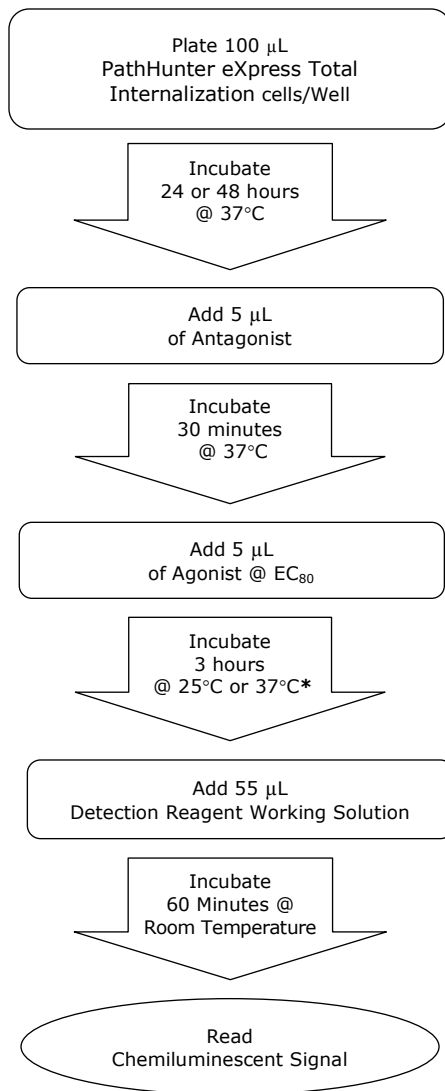 Plate 100 µL
PathHunter eXpress Total
Internalization cells/Well
Incubate
24 or 48 hours
@ 37°C
Add 5 µL
of Antagonist
Incubate
30 minutes
@ 37°C
Add 5 µL
of Agonist @ EC₈₀
Incubate
3 hours
@ 25°C or 37°C*
Add 55 µL
Detection Reagent Working Solution
Incubate
60 Minutes @
Room Temperature
Read
Chemiluminescent Signal